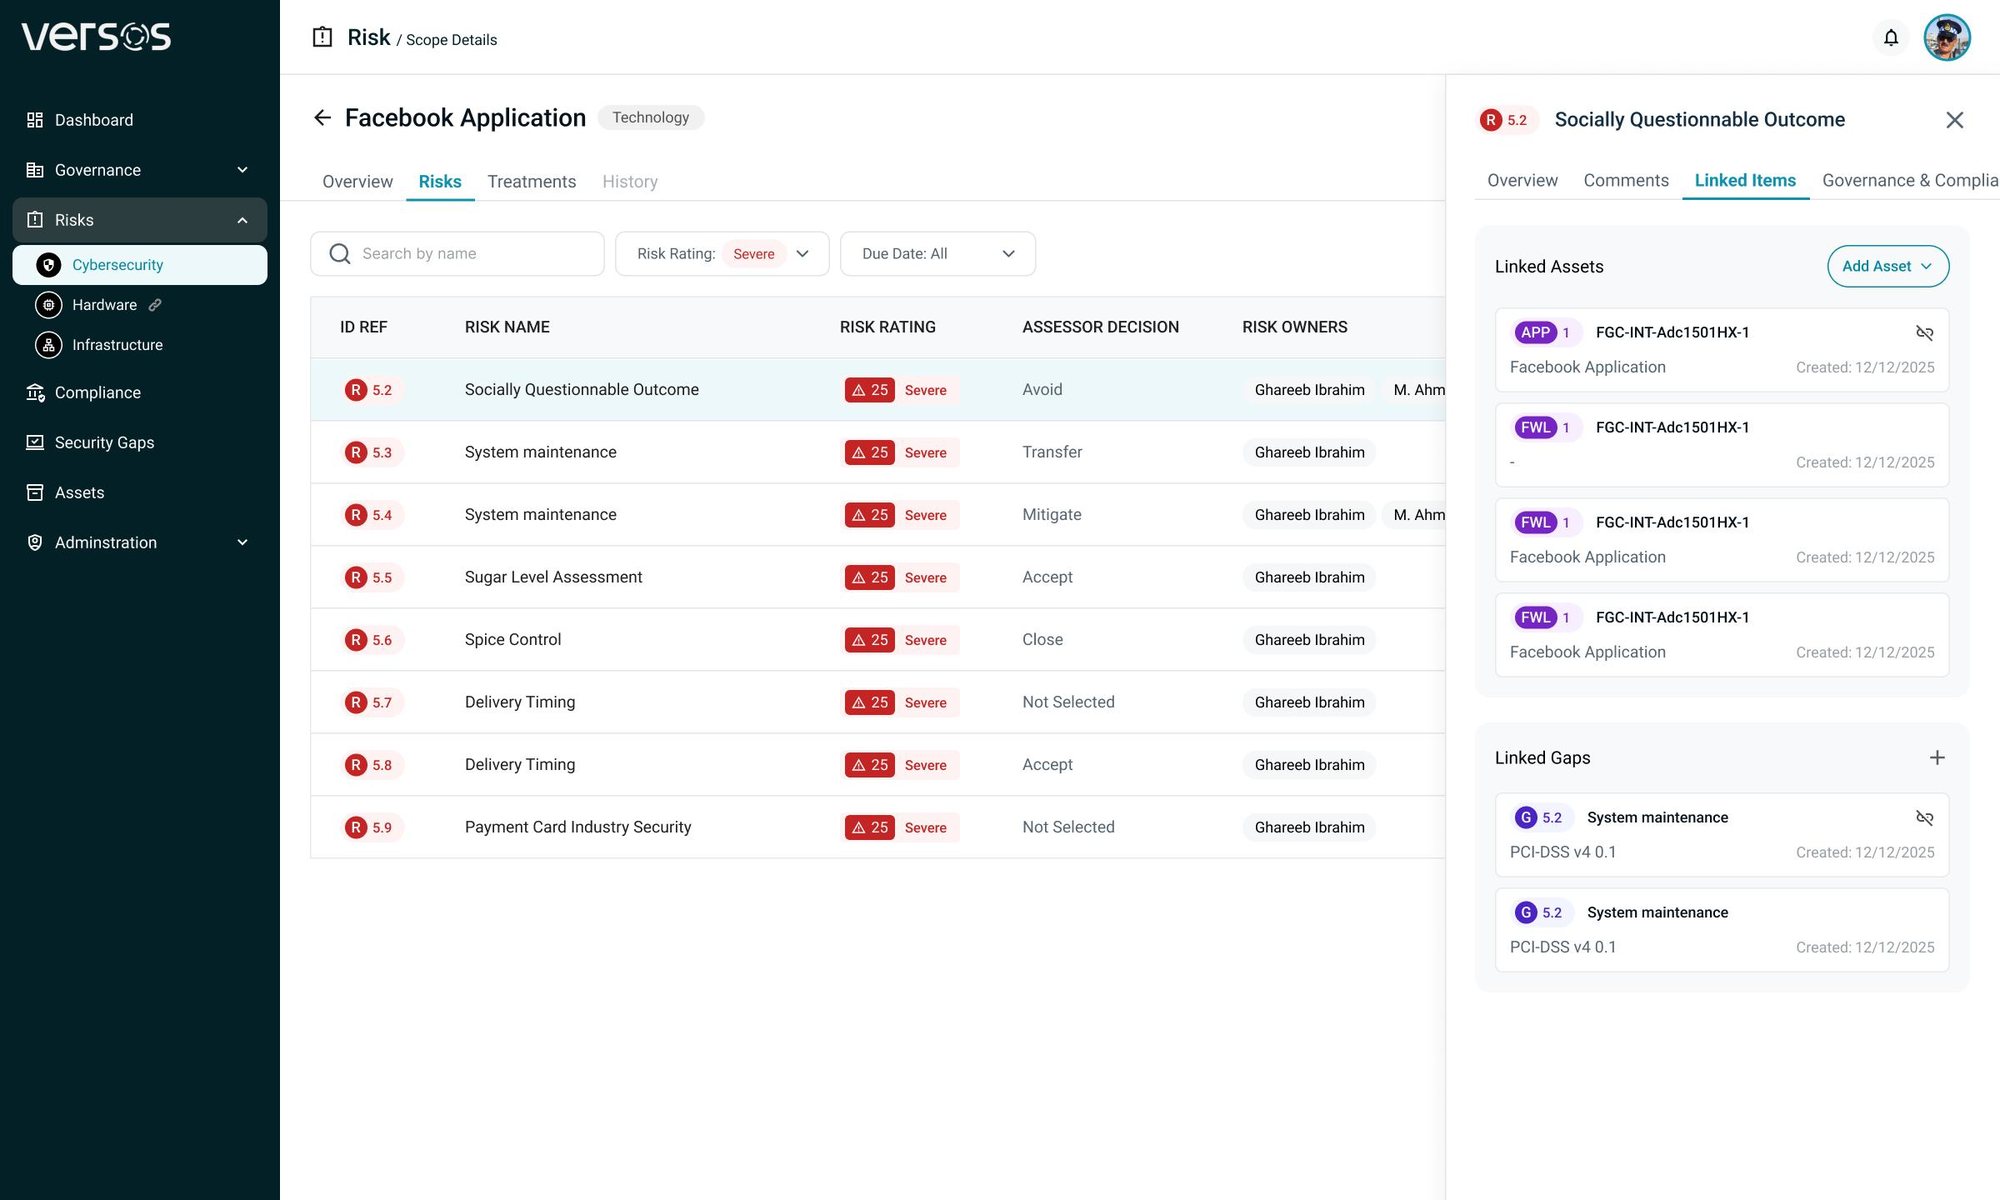 versos
Dashboard
Governance
Risks
Cybersecurity
Hardware
Infrastructure
Compliance
Security Gaps
Assets
Adminstration
Risk / Scope Details
Facebook Application Technology
Overview Risks Treatments History
Search by name Risk Rating: Severe Due Date: All
ID REF RISK NAME RISK RATING ASSESSOR DECISION RISK OWNERS
R 5.2 Socially Questionnable Outcome 25 Severe Avoid Ghareeb Ibrahim M. Ahm
R 5.3 System maintenance 25 Severe Transfer Ghareeb Ibrahim
R 5.4 System maintenance 25 Severe Mitigate Ghareeb Ibrahim M. Ahm
R 5.5 Sugar Level Assessment 25 Severe Accept Ghareeb Ibrahim
R 5.6 Spice Control 25 Severe Close Ghareeb Ibrahim
R 5.7 Delivery Timing 25 Severe Not Selected Ghareeb Ibrahim
R 5.8 Delivery Timing 25 Severe Accept Ghareeb Ibrahim
R 5.9 Payment Card Industry Security 25 Severe Not Selected Ghareeb Ibrahim
R 5.2 Socially Questionnable Outcome
Overview Comments Linked Items Governance & Complia
Linked Assets Add Asset
APP 1 FGC-INT-Adc1501HX-1
Facebook Application Created: 12/12/2025
FWL 1 FGC-INT-Adc1501HX-1
- Created: 12/12/2025
FWL 1 FGC-INT-Adc1501HX-1
Facebook Application Created: 12/12/2025
FWL 1 FGC-INT-Adc1501HX-1
Facebook Application Created: 12/12/2025
Linked Gaps
G 5.2 System maintenance
PCI-DSS v4 0.1 Created: 12/12/2025
G 5.2 System maintenance
PCI-DSS v4 0.1 Created: 12/12/2025